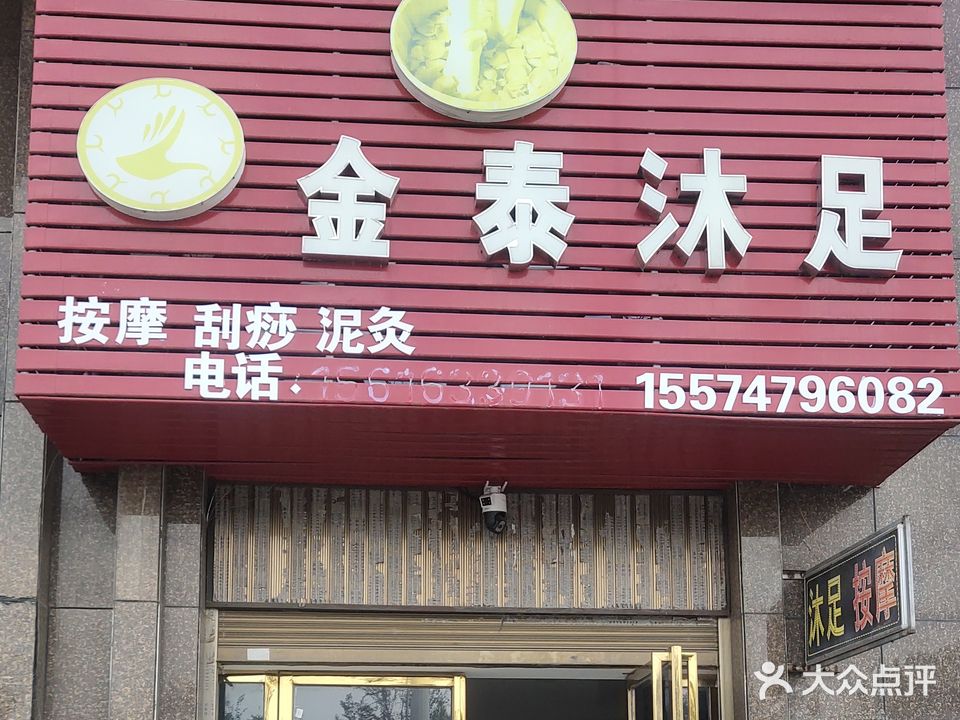 金泰沐足
按摩 刮痧 泥灸
电话：15616339131 15574796082
沐足 按摩
大众点评